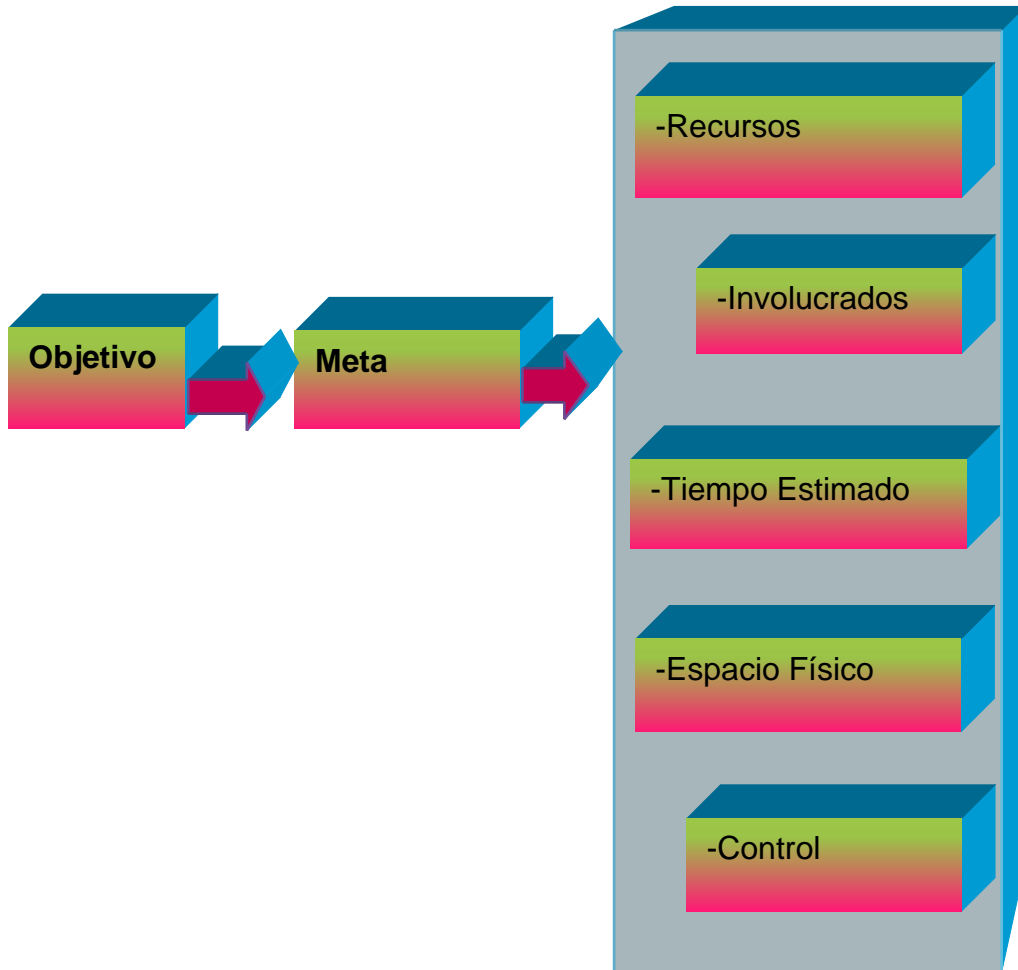 Objetivo
Meta
-Recursos
-Involucrados
-Tiempo Estimado
-Espacio Físico
-Control